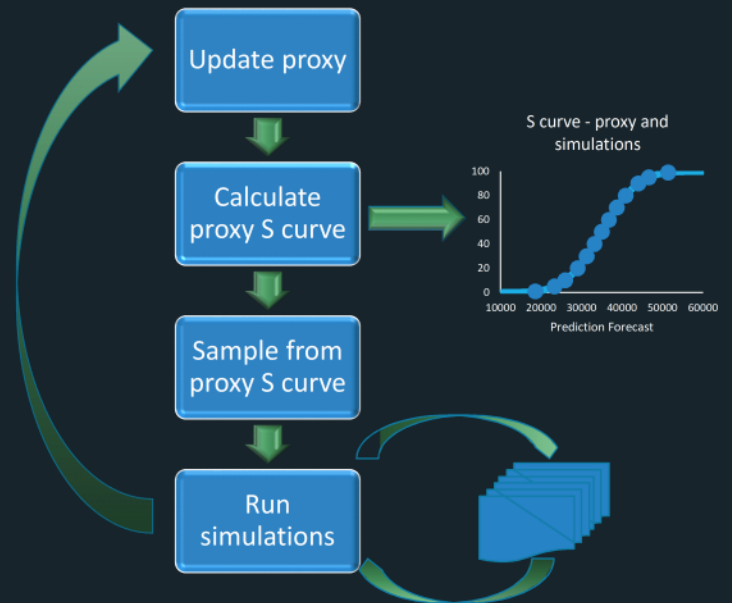 Update proxy
Calculate
proxy S curve
Sample from
proxy S curve
Run
simulations
S curve - proxy and
simulations
100
80
60
40
20
0
10000 20000 30000 40000 50000 60000
Prediction Forecast